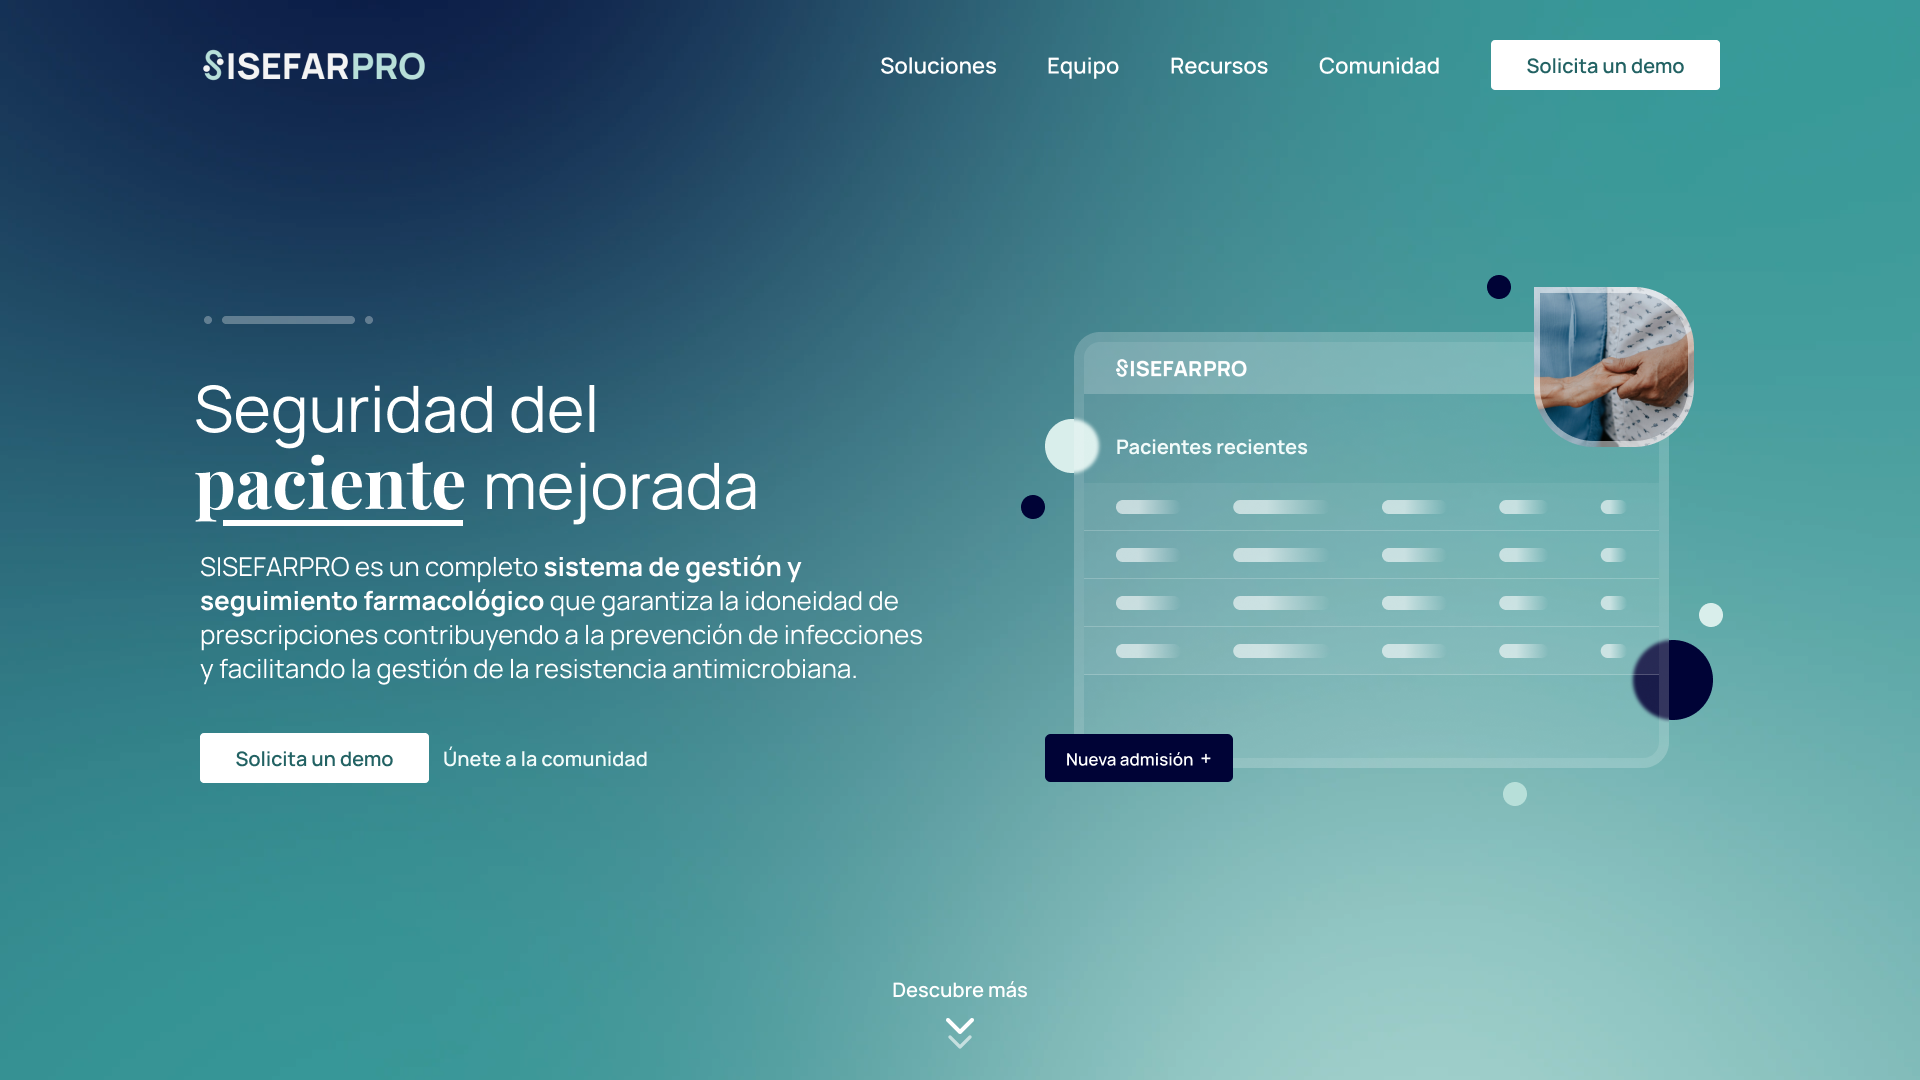 SISEFARPRO
Soluciones
Equipo
Recursos
Comunidad
Solicita un demo
Seguridad del
paciente mejorada
SISEFARPRO es un completo sistema de gestión y
seguimiento farmacológico que garantiza la idoneidad de
prescripciones contribuyendo a la prevención de infecciones
y facilitando la gestión de la resistencia antimicrobiana.
Solicita un demo
Únete a la comunidad
SISEFARPRO
Pacientes recientes
Nueva admisión +
Descubre más